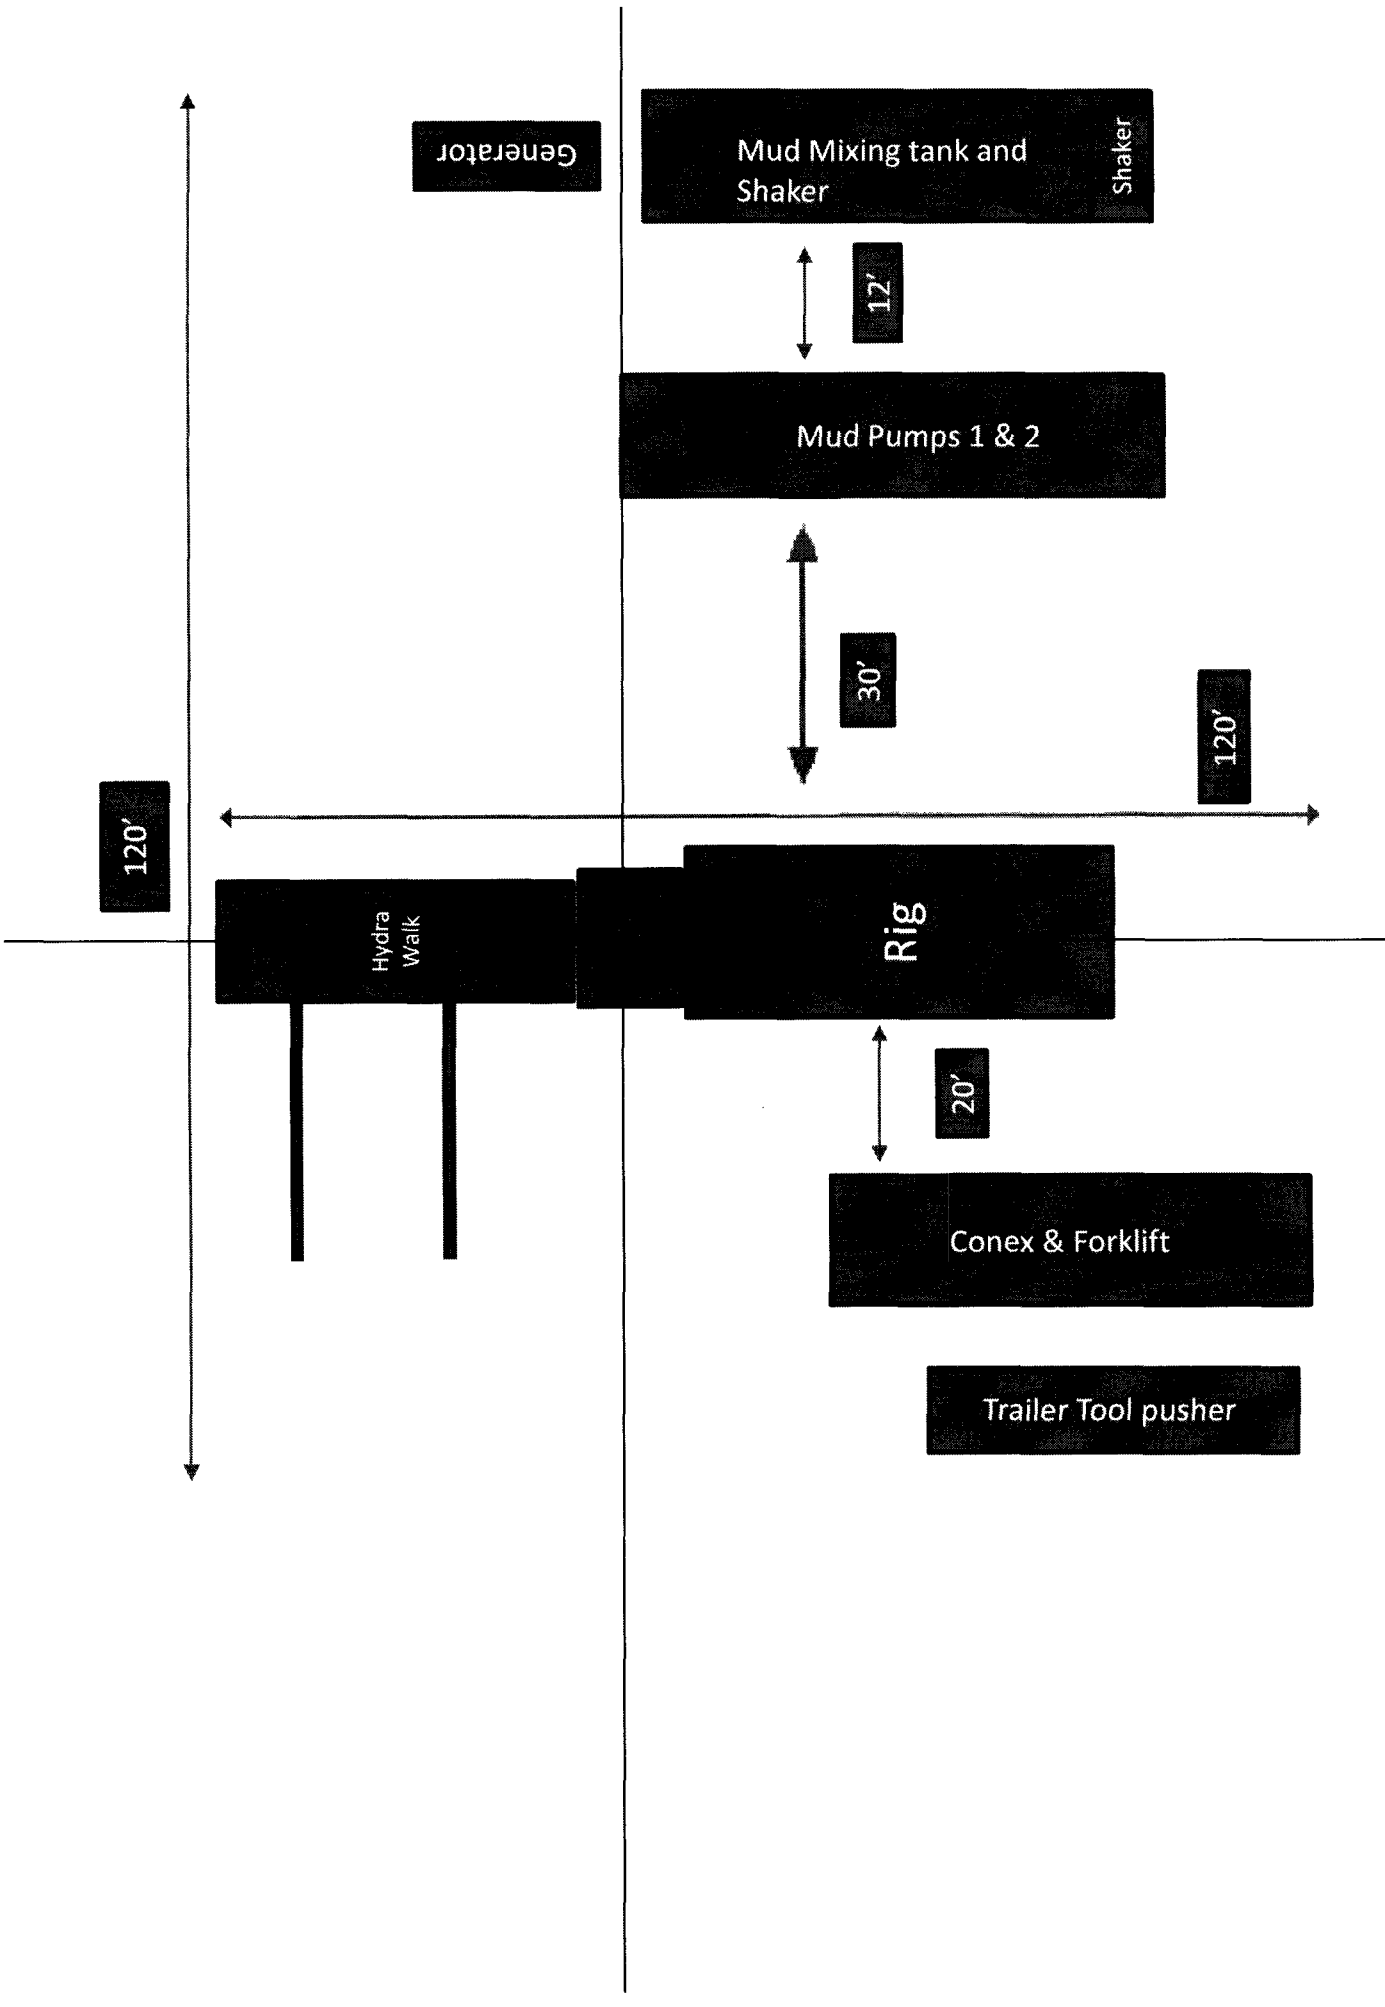 Generator
Mud Mixing tank and
Shaker
Shaker
12’
Mud Pumps 1 & 2
30’
120’
120’
Hydra
Walk
Rig
20’
Conex & Forklift
Trailer Tool pusher